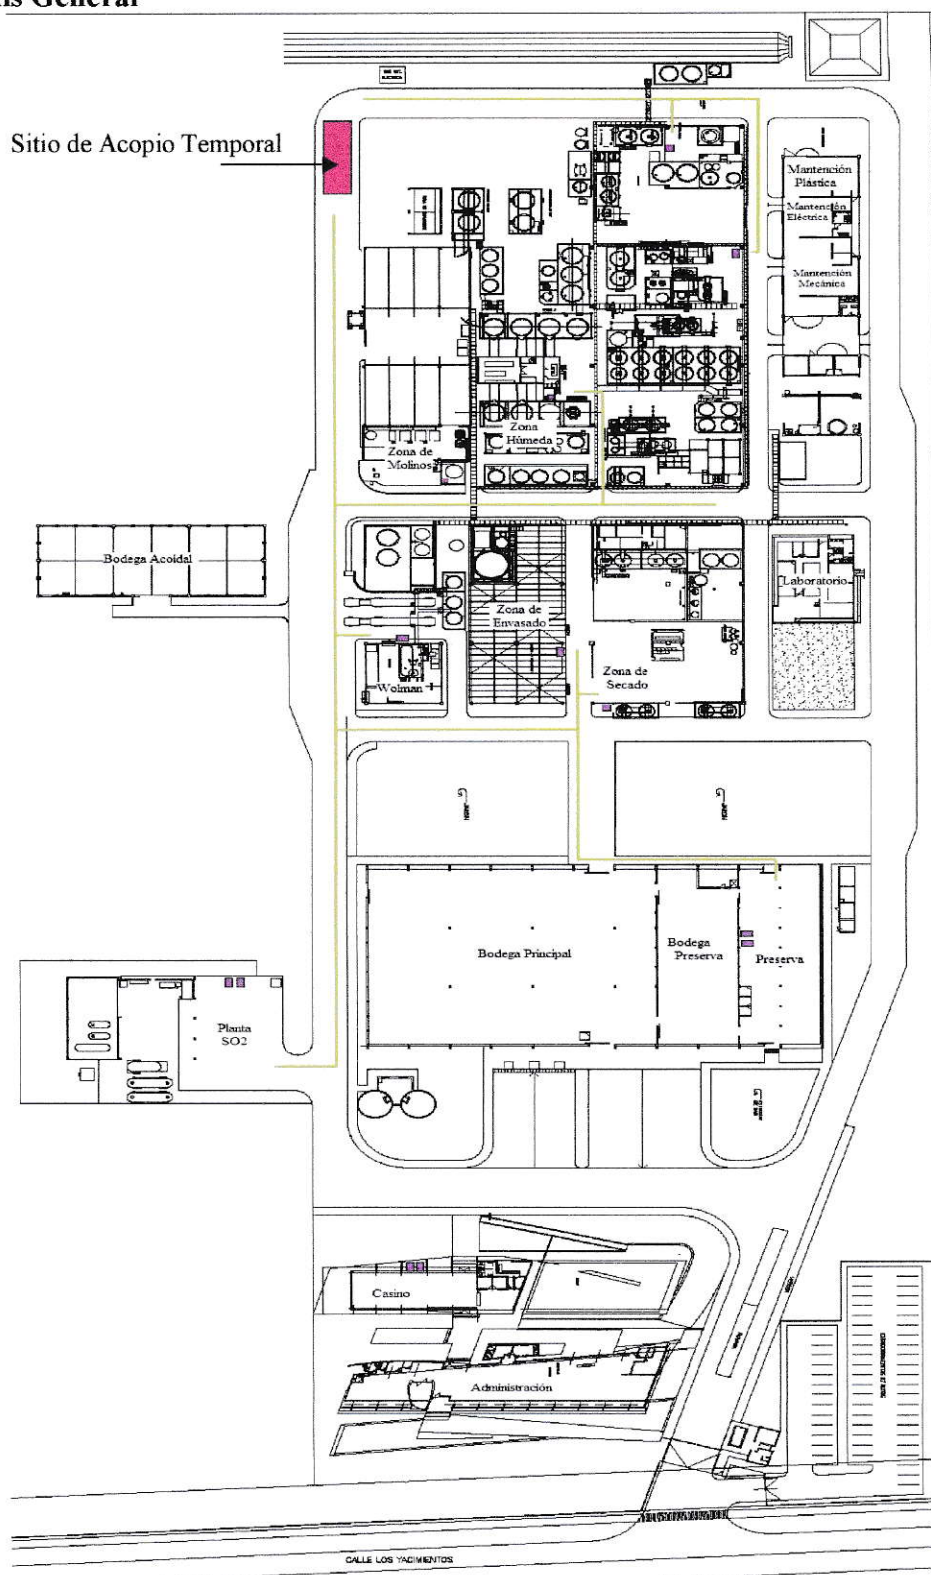 General
Sitio de Acopio Temporal
Mantención
Plástica
Mantención
Eléctrica
Mantención
Mecánica
Zona
Húmeda
Zona de
Molinos
Bodega Acoidal
Zona de
Envasado
Laboratorio
Wolman
Zona de
Secado
Bodega Principal
Bodega
Preserva
Preserva
Planta
SO2
Casino
Administración
CALLE LOS YACIMIENTOS